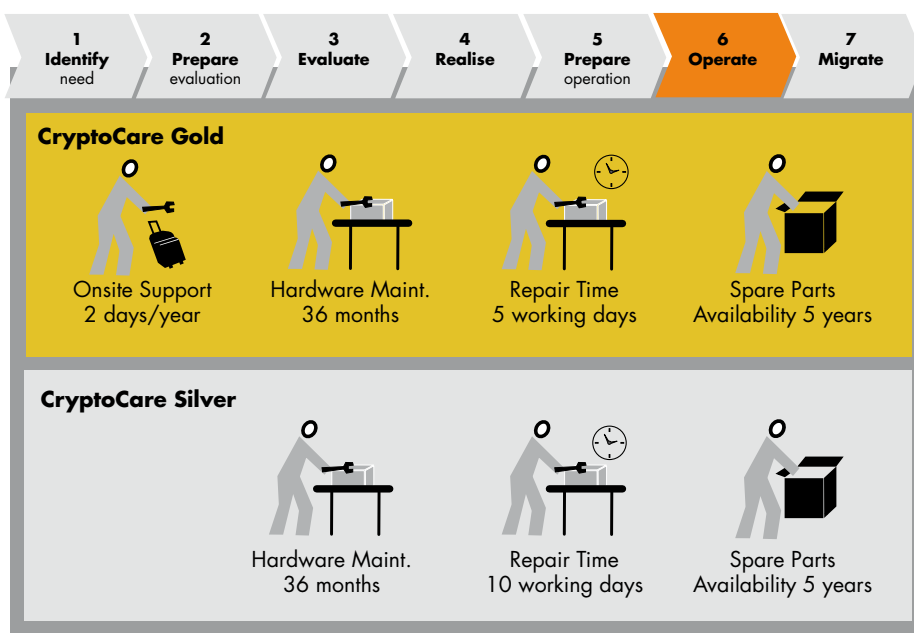 1
Identify
need
2
Prepare
evaluation
3
Evaluate
4
Realise
5
Prepare
operation
6
Operate
7
Migrate
CryptoCare Gold
Onsite Support
2 days/year
Hardware Maint.
36 months
Repair Time
5 working days
Spare Parts
Availability 5 years
CryptoCare Silver
Hardware Maint.
36 months
Repair Time
10 working days
Spare Parts
Availability 5 years